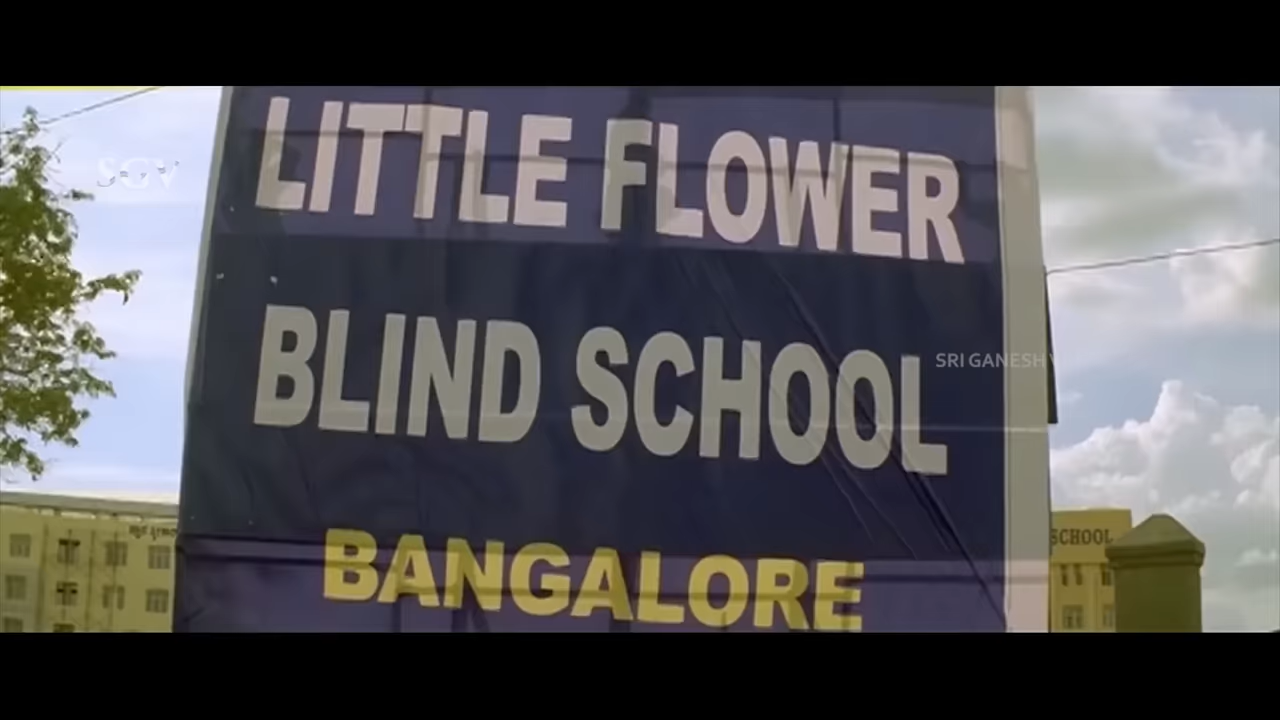 LITTLE FLOWER
SGV
BLIND SCHOOL
SRI GANESH
BANGALORE
SCHOOL